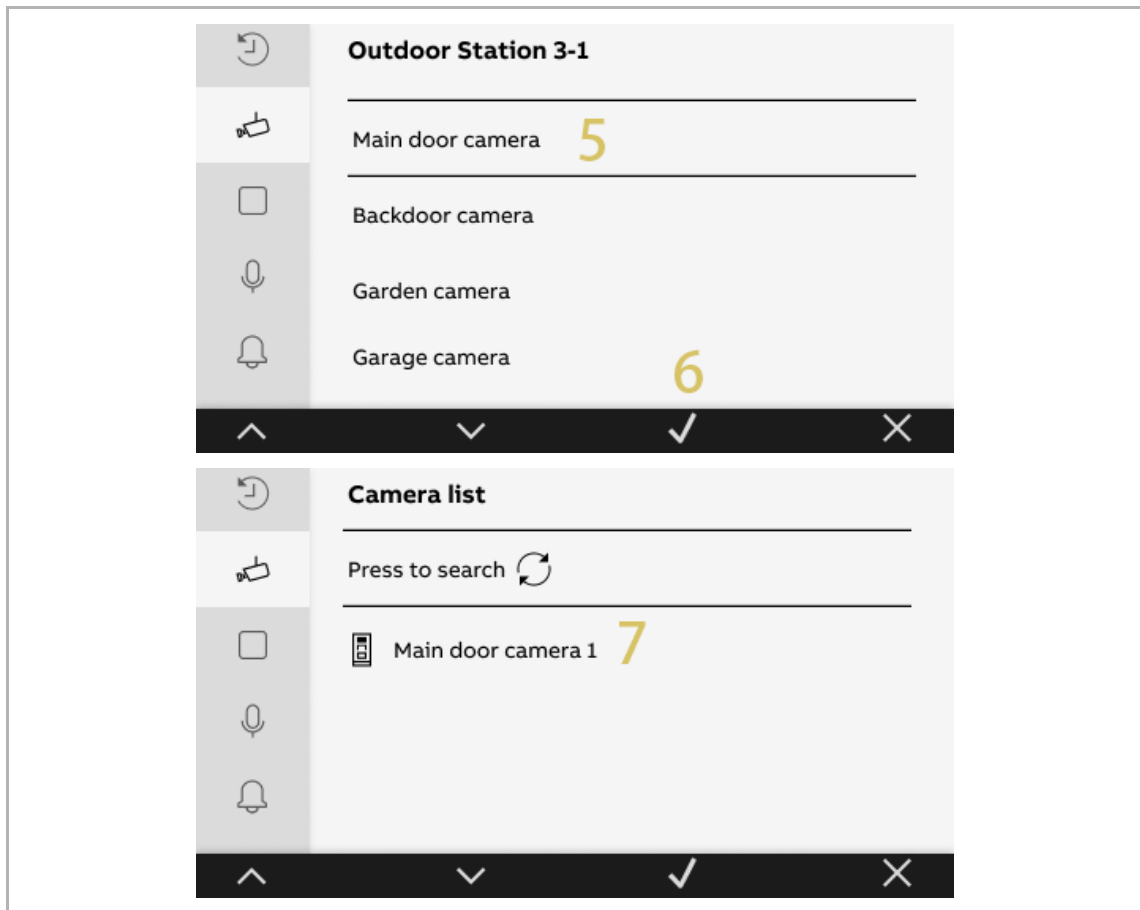 Outdoor Station 3-1
Main door camera 5
Backdoor camera
Garden camera
Garage camera
6
Camera list
Press to search
Main door camera 1 7